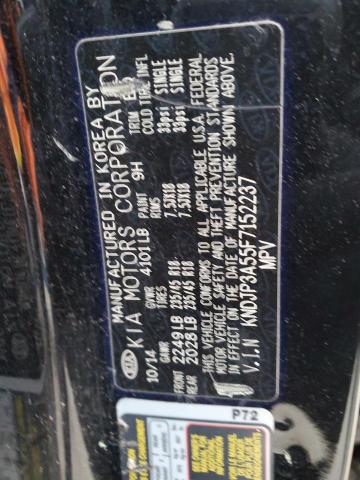 MANUFACTURED IN KOREA BY
KIA MOTORS CORPORATION
10/14 GVWR 4101LB PAINT 9H TRIM
GAWR TIRES RIMS COLD TIRE INFL
FRONT 2249LB 235/45 R18 7.5JX18 33psi SINGLE
REAR 2028LB 235/45 R18 7.5JX18 33psi SINGLE
THIS VEHICLE CONFORMS TO ALL APPLICABLE U.S.A. FEDERAL
MOTOR VEHICLE SAFETY AND THEFT PREVENTION STANDARDS
IN EFFECT ON THE DATE OF MANUFACTURE SHOWN ABOVE.
V.I.N KNDJP3A55F7152237
MPV
KIA
P72